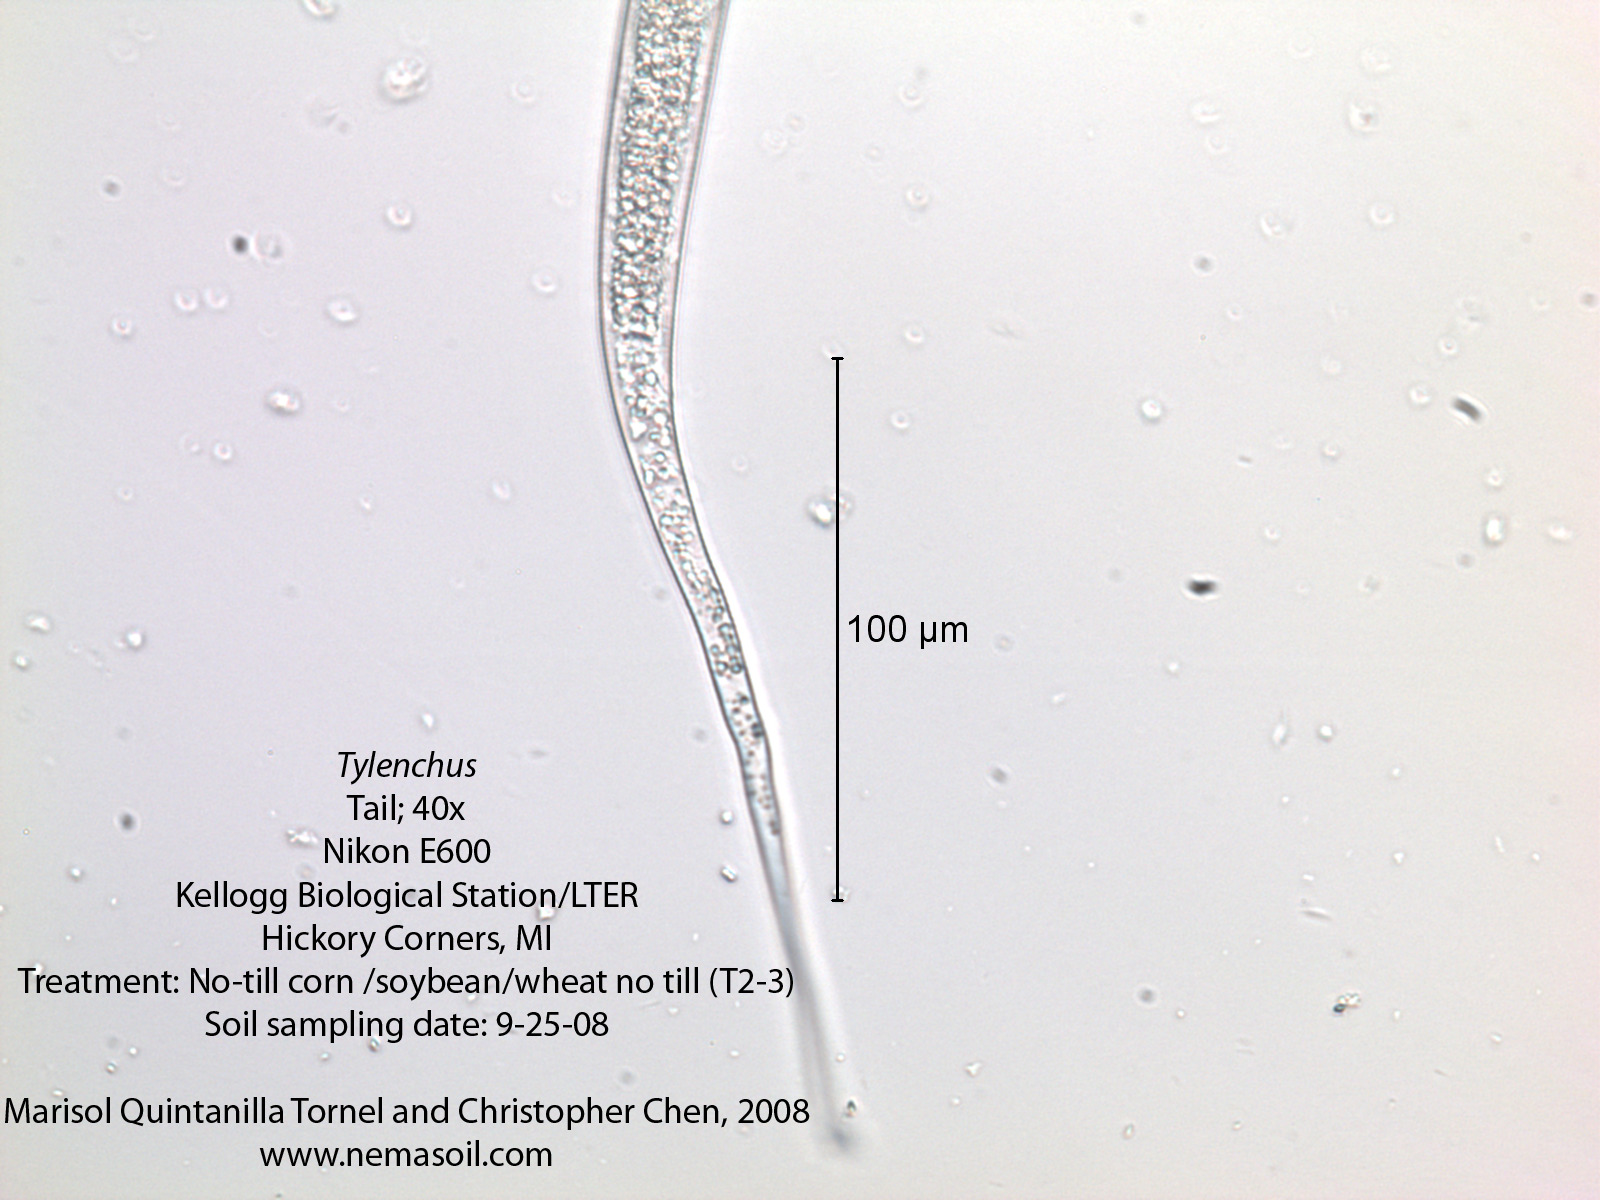 100 µm
Tylenchus
Tail; 40x
Nikon E600
Kellogg Biological Station/LTER
Hickory Corners, MI
Treatment: No-till corn /soybean/wheat no till (T2-3)
Soil sampling date: 9-25-08
Marisol Quintanilla Tornel and Christopher Chen, 2008
www.nemasoil.com